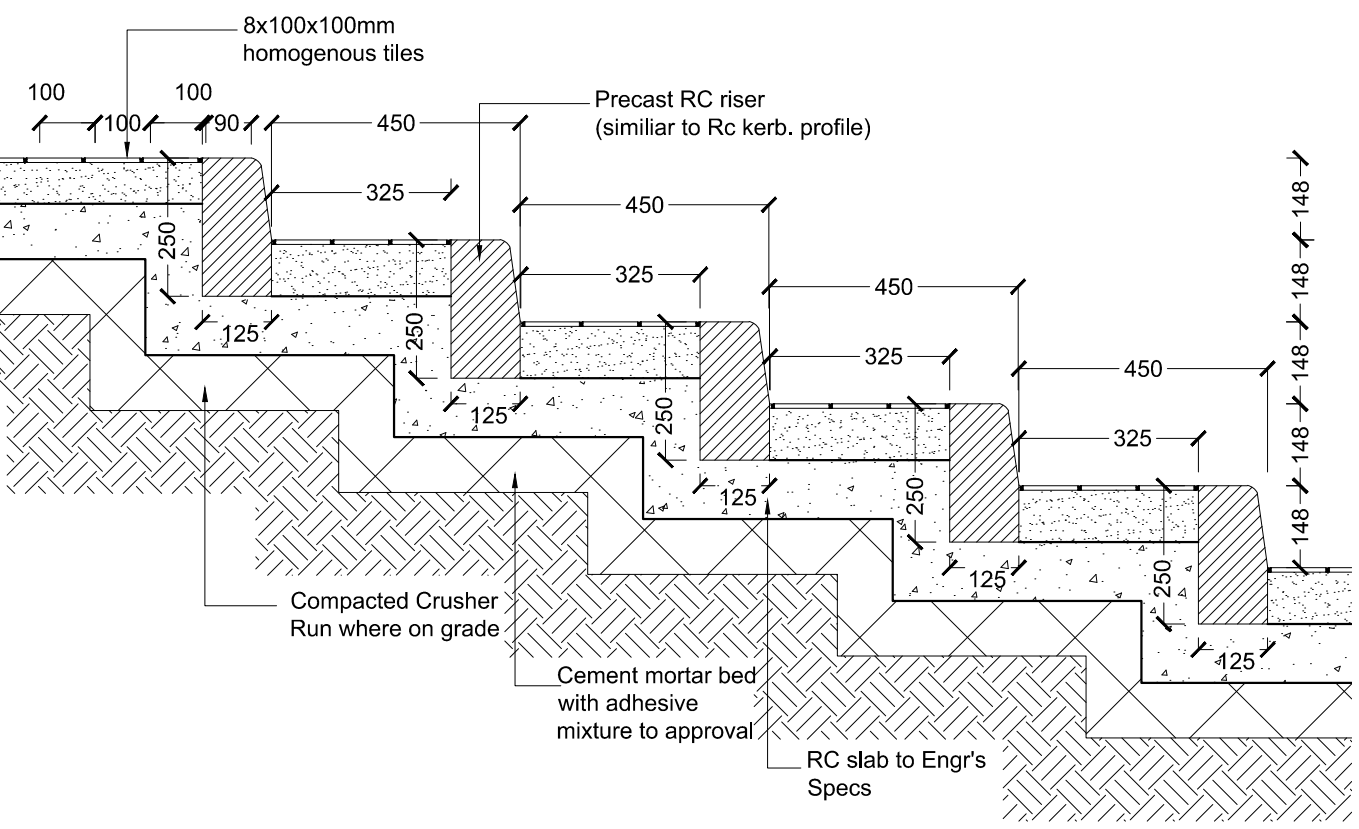 8x100x100mm
homogenous tiles
100
100
100
90
450
Precast RC riser
(similiar to Rc kerb. profile)
325
450
148
250
325
450
148
125
250
325
450
148
125
250
325
148
125
250
148
125
250
125
Compacted Crusher
Run where on grade
Cement mortar bed
with adhesive
mixture to approval
RC slab to Engr's
Specs